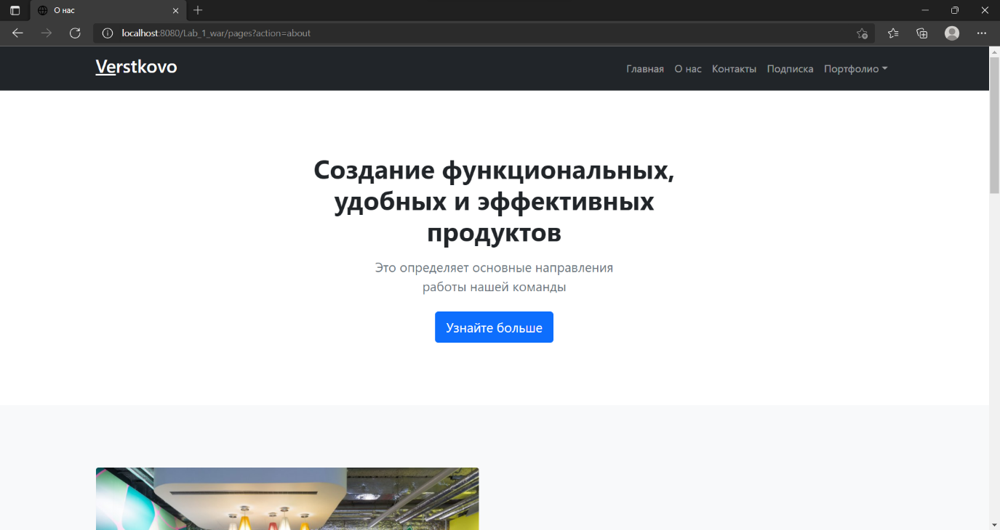 О нас
localhost:8080/Lab_1_war/pages?action=about
Verstkovo
Главная О нас Контакты Подписка Портфолио
Создание функциональных,
удобных и эффективных
продуктов
Это определяет основные направления
работы нашей команды
Узнайте больше